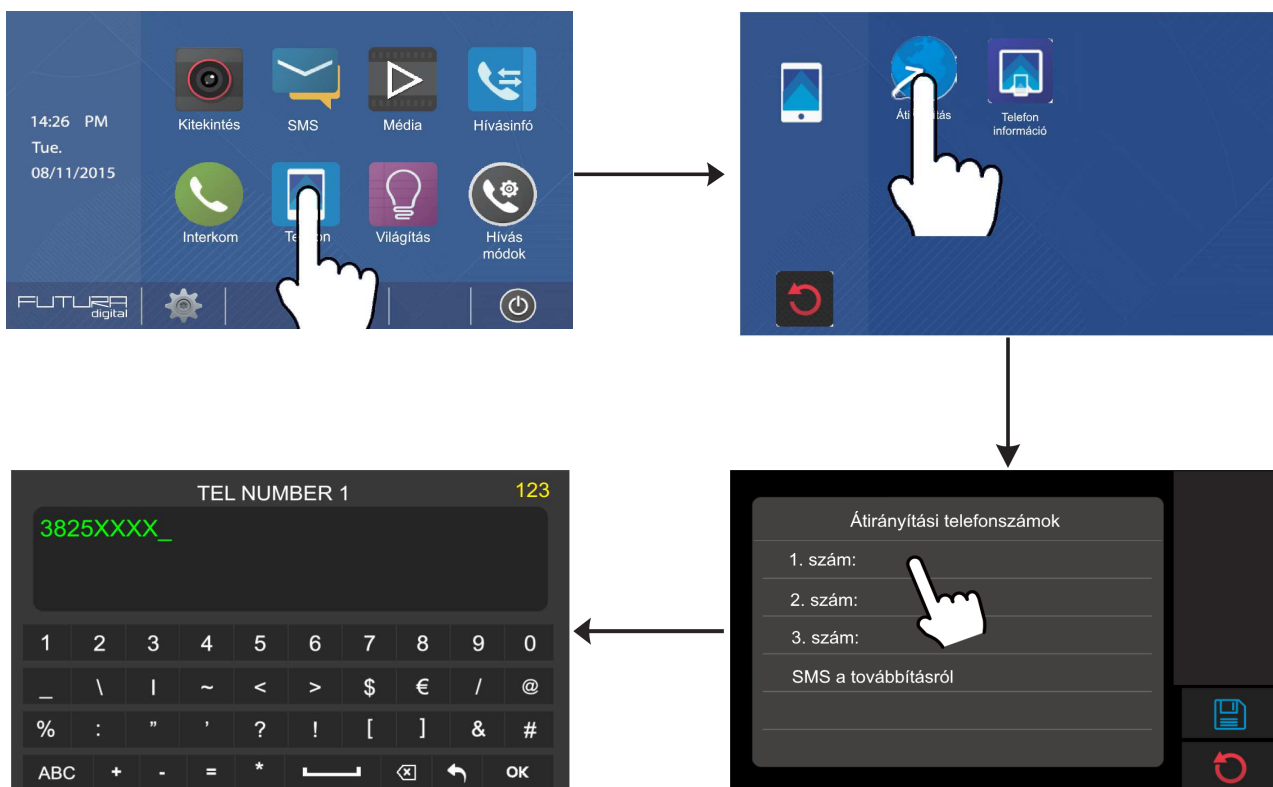 14:26 PM
Tue.
08/11/2015
Kitekintés
SMS
Média
Hívásinfó
Interkom
Világítás
Hívás
módok
FUTURA
digital
Telefon
információ
Átirányítási telefonszámok
1. szám:
2. szám:
3. szám:
SMS a továbbításról
TEL NUMBER 1
123
3825XXXX_
1 2 3 4 5 6 7 8 9 0
_ \ | ~ < > $ € / @
% : ” ’ ? ! [ ] & #
ABC + - = * OK